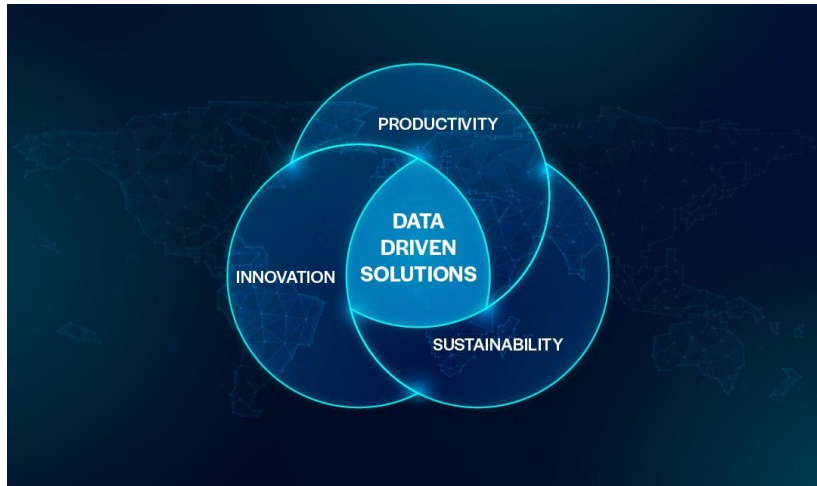 PRODUCTIVITY
DATA
DRIVEN
SOLUTIONS
INNOVATION
SUSTAINABILITY